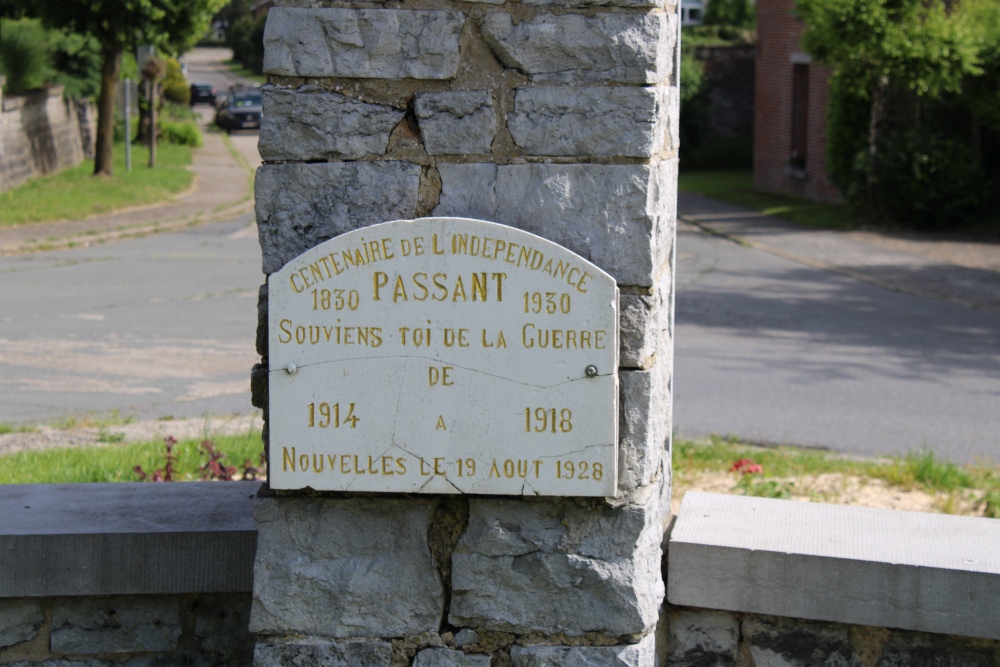 CENTENAIRE DE L'INDEPENDANCE
PASSANT
1830 1930
SOUVIENS TOI DE LA GUERRE
DE
1914 A 1918
NOUVELLES LE 19 AOUT 1928